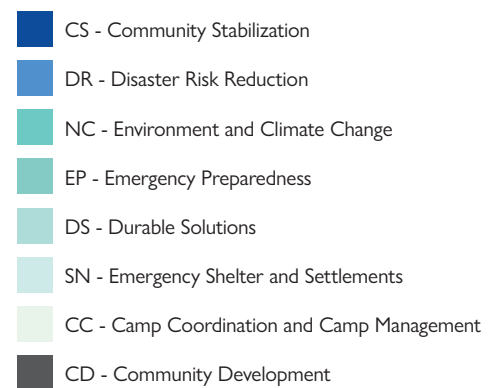 CS - Community Stabilization
DR - Disaster Risk Reduction
NC - Environment and Climate Change
EP - Emergency Preparedness
DS - Durable Solutions
SN - Emergency Shelter and Settlements
CC - Camp Coordination and Camp Management
CD - Community Development